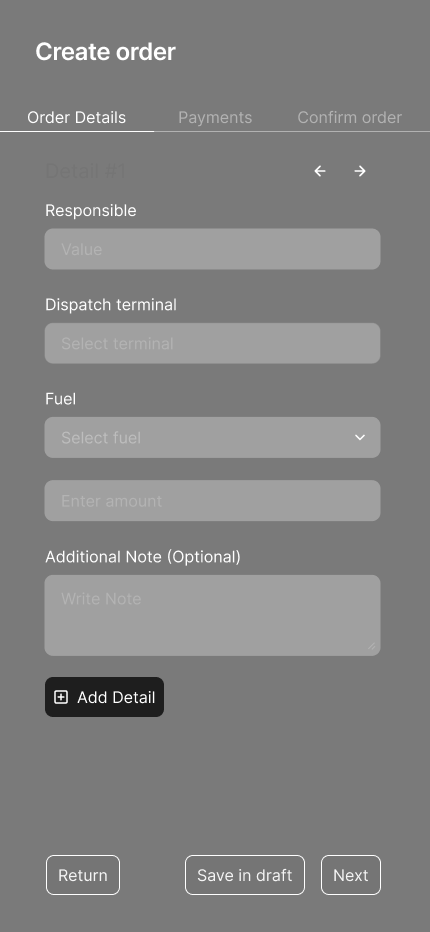 Create order
Order Details Payments Confirm order
Detail #1
Responsible
Value
Dispatch terminal
Select terminal
Fuel
Select fuel
Enter amount
Additional Note (Optional)
Write Note
Add Detail
Return Save in draft Next